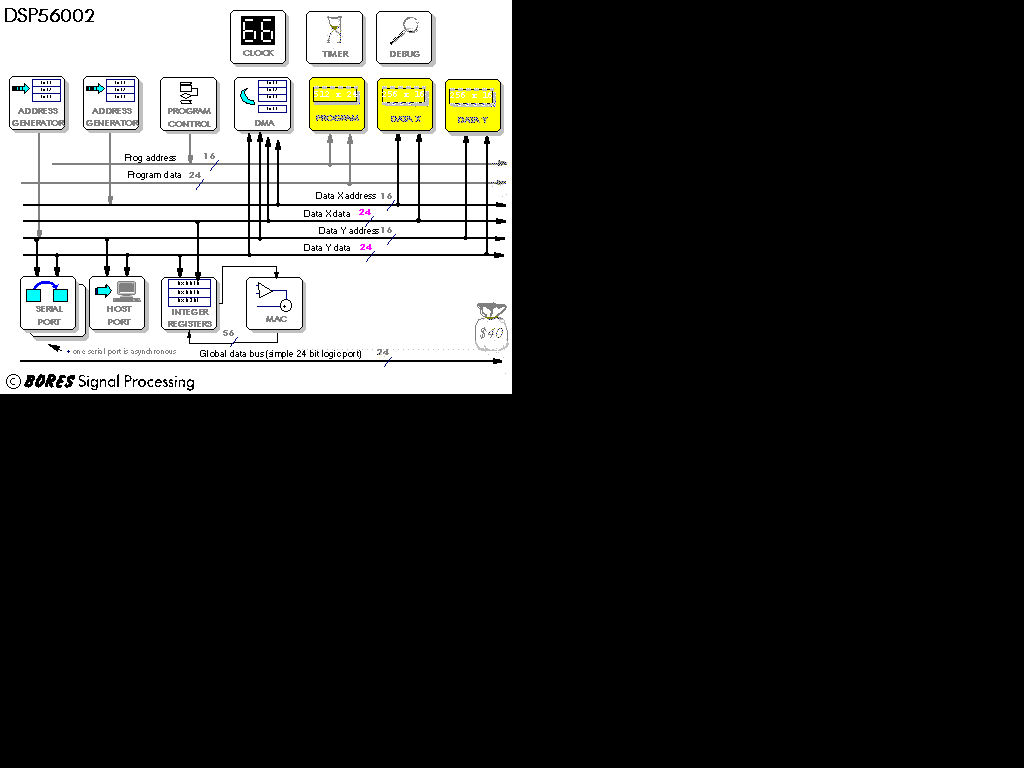 DSP56002
66
CLOCK
TIMER
DEBUG
ADDRESS
GENERATOR
ADDRESS
GENERATOR
PROGRAM
CONTROL
DMA
PROGRAM
DATA X
DATA Y
Prog address 16
Program data 24
Data X address 16
Data X data 24
Data Y address 16
Data Y data 24
SERIAL
PORT
HOST
PORT
INTEGER
REGISTERS
MAC
56
$40
* one serial port is asynchronous
Global data bus (simple 24 bit logic port) 24
© BORES Signal Processing